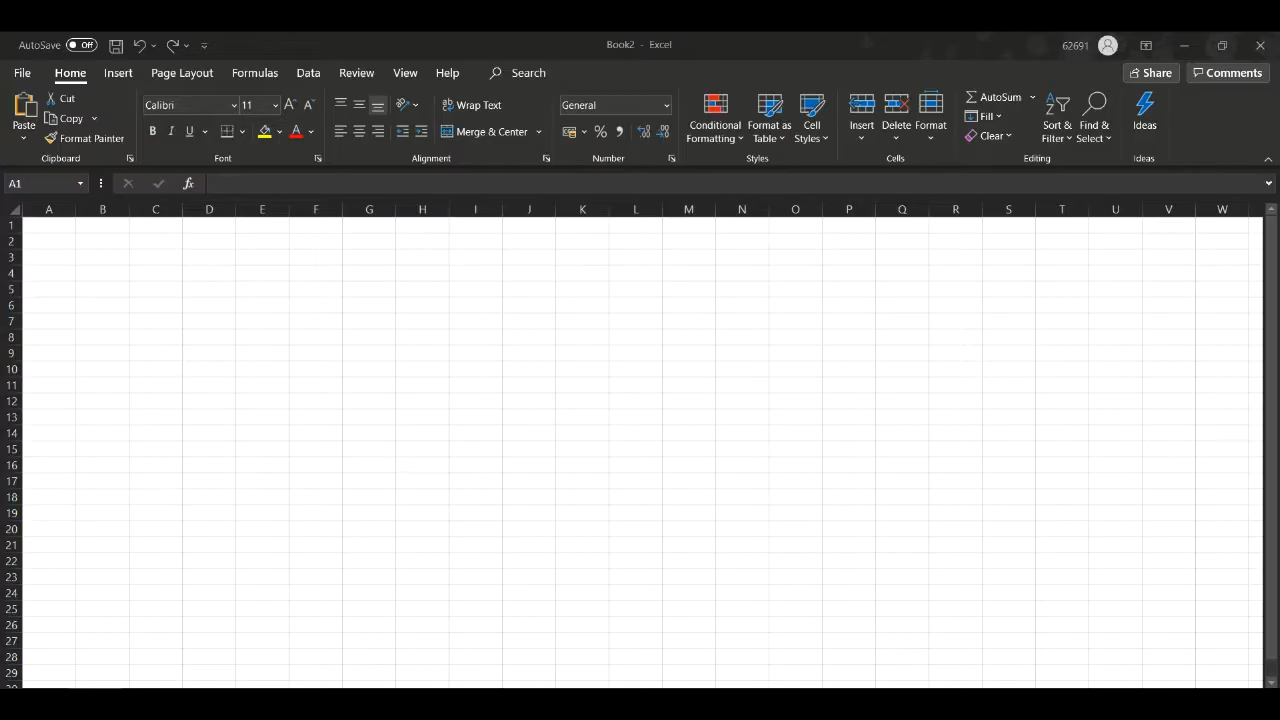 AutoSave Off Book2 - Excel 62691
File Home Insert Page Layout Formulas Data Review View Help Search Share Comments
Paste
Cut
Copy
Format Painter
Clipboard
Calibri 11
B I U
A A
A
Font
Wrap Text
Merge & Center
Alignment
General
% ,
Number
Conditional Formatting
Format as Table
Cell Styles
Styles
Insert
Delete
Format
Cells
AutoSum
Fill
Clear
Sort & Filter
Find & Select
Editing
Ideas
Ideas
A1 fx
A B C D E F G H I J K L M N O P Q R S T U V W
1
2
3
4
5
6
7
8
9
10
11
12
13
14
15
16
17
18
19
20
21
22
23
24
25
26
27
28
29